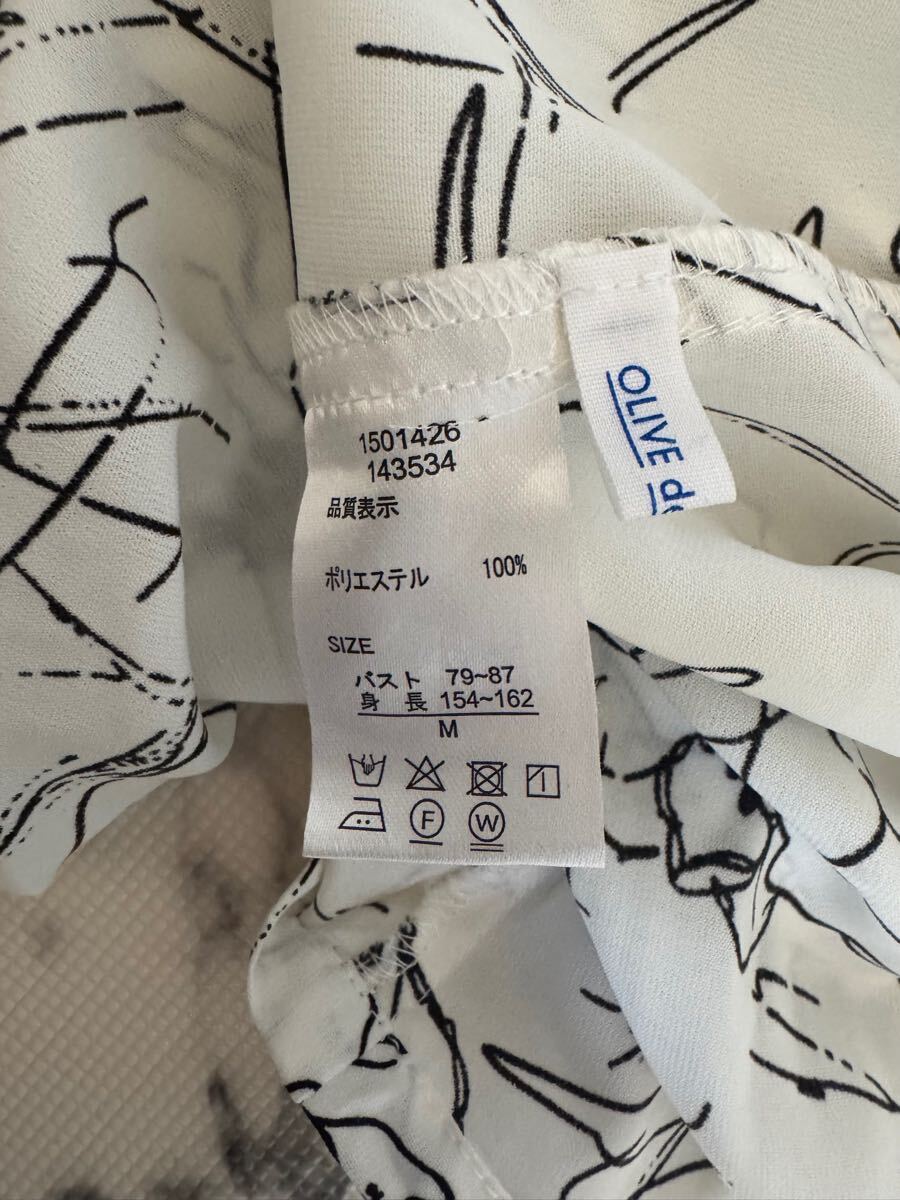 1501426
143534
品質表示
ポリエステル 100%
SIZE
バスト 79~87
身 長 154~162
M
1
F W
OLIVE